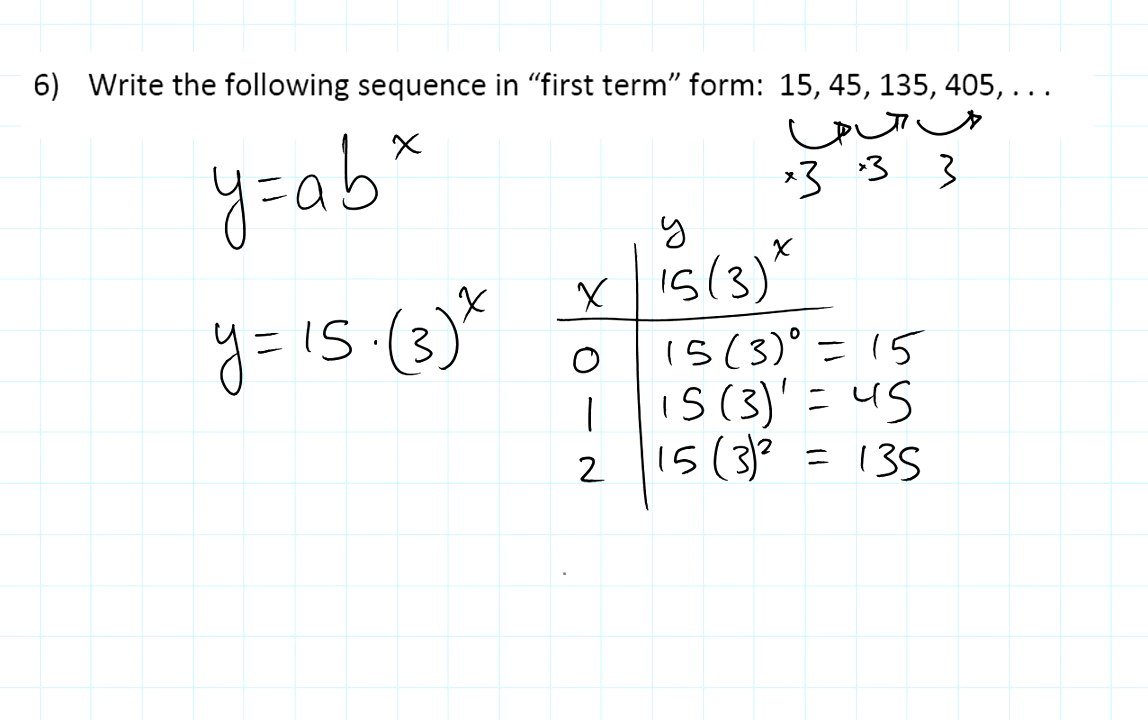 6) Write the following sequence in “first term” form: 15, 45, 135, 405, . . .
×3 ×3 3
y=ab^x
y
x 15(3)^x
y=15·(3)^x
0 15(3)^0 = 15
1 15(3)^1 = 45
2 15(3)^2 = 135